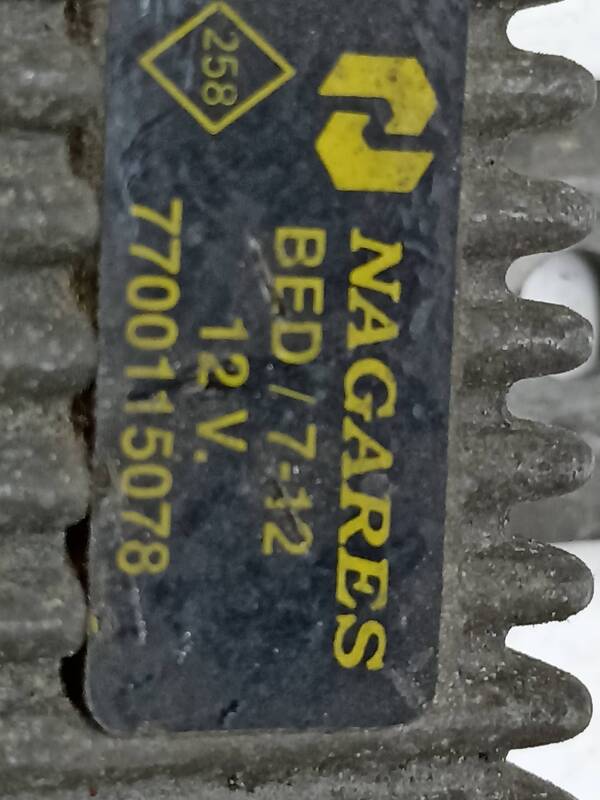 NAGARES
BED / 7-12
12 V.
7700115078
258